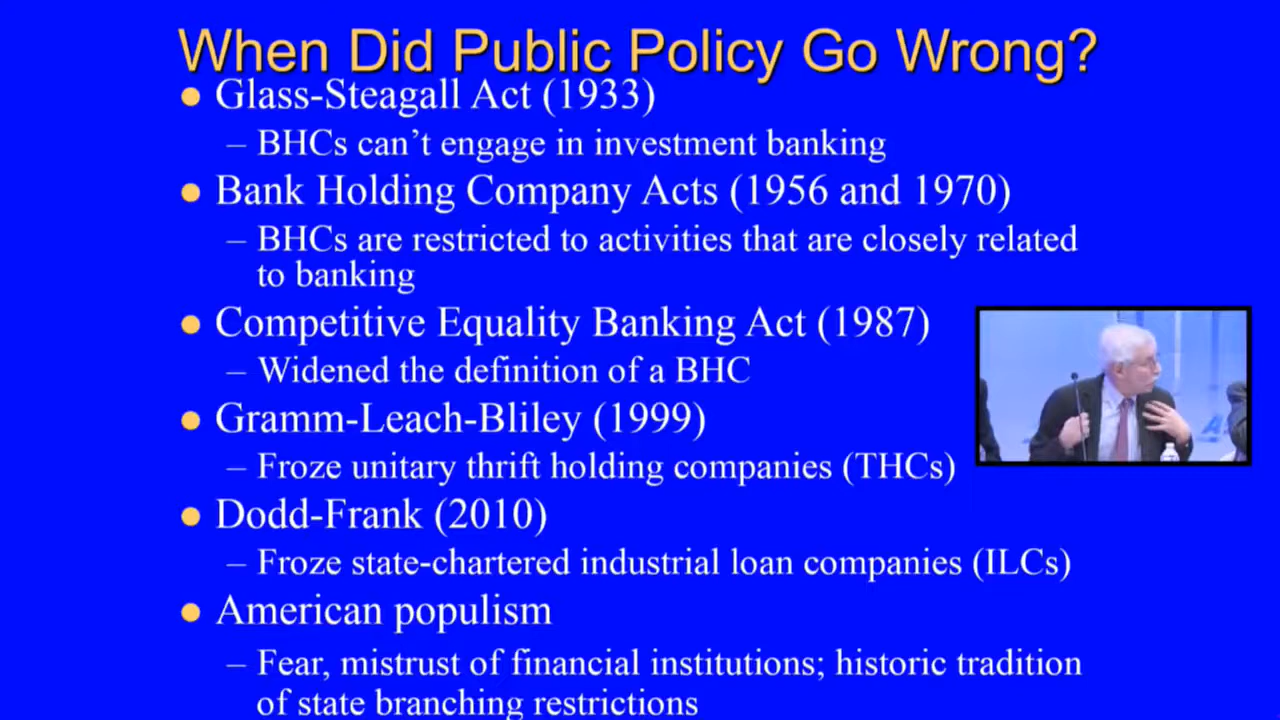 When Did Public Policy Go Wrong?
● Glass-Steagall Act (1933)
– BHCs can’t engage in investment banking
● Bank Holding Company Acts (1956 and 1970)
– BHCs are restricted to activities that are closely related
to banking
● Competitive Equality Banking Act (1987)
– Widened the definition of a BHC
● Gramm-Leach-Bliley (1999)
– Froze unitary thrift holding companies (THCs)
● Dodd-Frank (2010)
– Froze state-chartered industrial loan companies (ILCs)
● American populism
– Fear, mistrust of financial institutions; historic tradition
of state branching restrictions